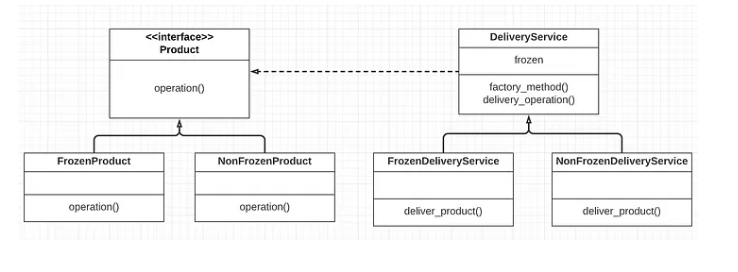 <<interface>>
Product
operation()
DeliveryService
frozen
factory_method()
delivery_operation()
FrozenProduct
operation()
NonFrozenProduct
operation()
FrozenDeliveryService
deliver_product()
NonFrozenDeliveryService
deliver_product()